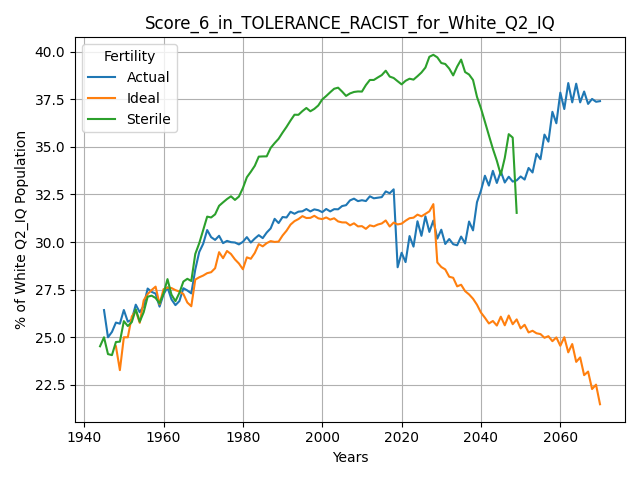 Score_6_in_TOLERANCE_RACIST_for_White_Q2_IQ
40.0
37.5
35.0
32.5
30.0
27.5
25.0
22.5
% of White Q2_IQ Population
Fertility
Actual
Ideal
Sterile
1940 1960 1980 2000 2020 2040 2060
Years